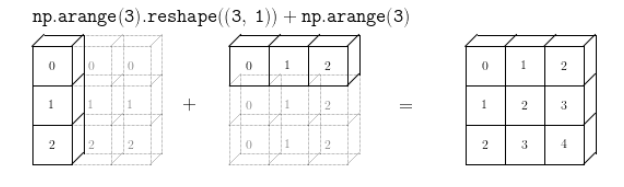 np.arange(3).reshape((3, 1)) + np.arange(3)
0 0 0 0 1 2 0 1 2
1 1 1 + 0 1 2 = 1 2 3
2 2 2 0 1 2 2 3 4